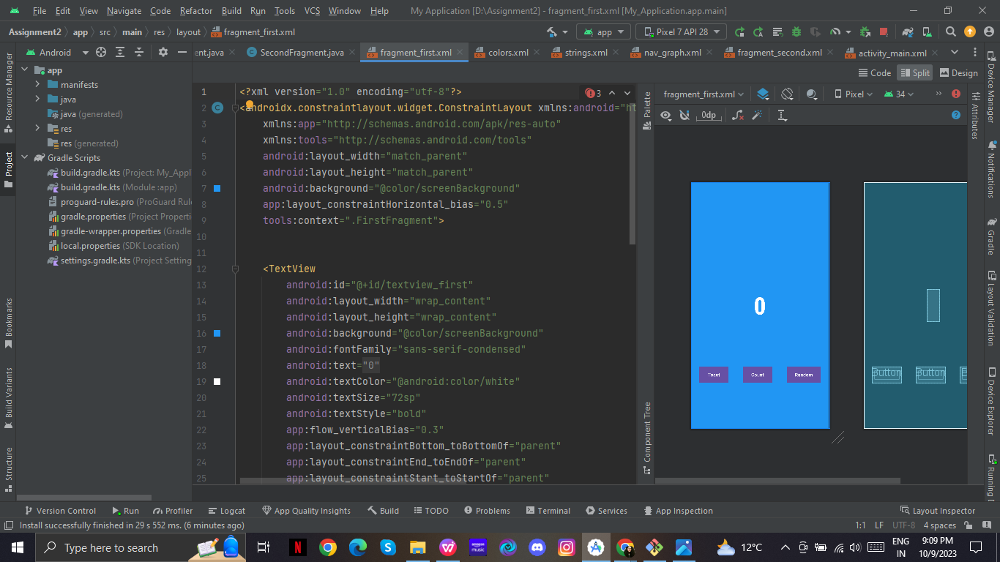 File Edit View Navigate Code Refactor Build Run Tools VCS Window Help My Application [D:\Assignment2] - fragment_first.xml [My_Application.app.main]
Assignment2 app src main res layout fragment_first.xml app Pixel 7 API 28
Android ent.java SecondFragment.java fragment_first.xml colors.xml strings.xml nav_graph.xml fragment_second.xml activity_main.xml
Code Split Design
Resource Manager
Project
Bookmarks
Build Variants
Structure
app
manifests
java
java (generated)
res
res (generated)
Gradle Scripts
build.gradle.kts (Project: My_Appl
build.gradle.kts (Module :app)
proguard-rules.pro (ProGuard Rule
gradle.properties (Project Properti
gradle-wrapper.properties (Gradle
local.properties (SDK Location)
settings.gradle.kts (Project Setting
3
1 <?xml version="1.0" encoding="utf-8"?>
2 <androidx.constraintlayout.widget.ConstraintLayout xmlns:android="ht
3 xmlns:app="http://schemas.android.com/apk/res-auto"
4 xmlns:tools="http://schemas.android.com/tools"
5 android:layout_width="match_parent"
6 android:layout_height="match_parent"
7 android:background="@color/screenBackground"
8 app:layout_constraintHorizontal_bias="0.5"
9 tools:context=".FirstFragment">
10
11
12 <TextView
13 android:id="@+id/textview_first"
14 android:layout_width="wrap_content"
15 android:layout_height="wrap_content"
16 android:background="@color/screenBackground"
17 android:fontFamily="sans-serif-condensed"
18 android:text="0"
19 android:textColor="@android:color/white"
20 android:textSize="72sp"
21 android:textStyle="bold"
22 app:flow_verticalBias="0.3"
23 app:layout_constraintBottom_toBottomOf="parent"
24 app:layout_constraintEnd_toEndOf="parent"
25 app:layout_constraintStart_toStartOf="parent"
Palette
Component Tree
fragment_first.xml Pixel 34
0dp
0
Toast Count Random
Button Button B
Attributes
Device Manager
Notifications
Gradle
Layout Validation
Device Explorer
Running D
Version Control Run Profiler Logcat App Quality Insights Build TODO Problems Terminal Services App Inspection Layout Inspector
Install successfully finished in 29 s 552 ms. (6 minutes ago) 1:1 LF UTF-8 4 spaces
Type here to search
amazon music
12°C
ENG
IN
9:09 PM
10/9/2023